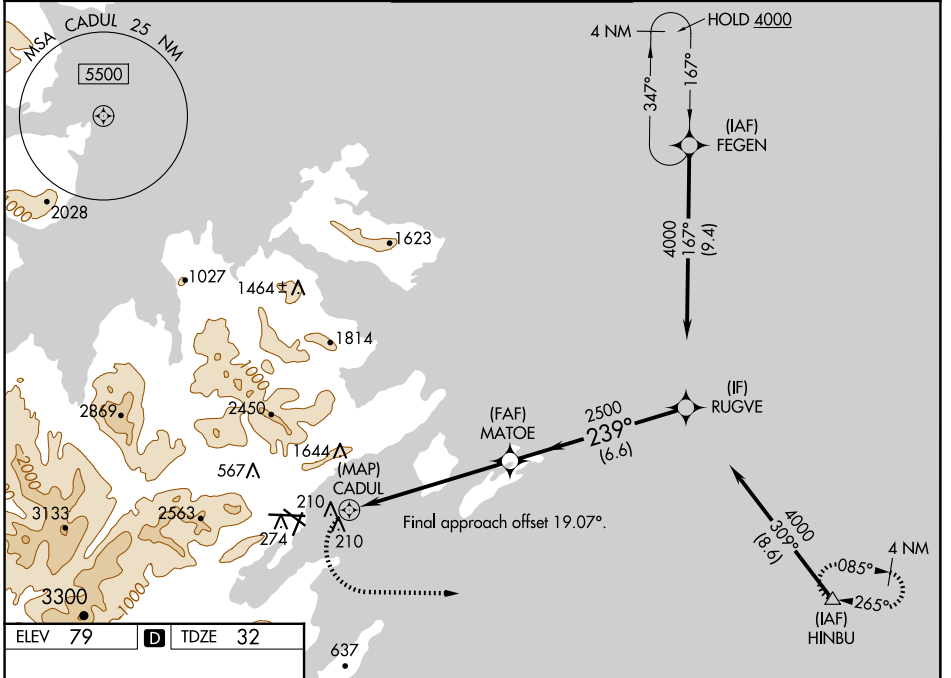 MSA CADUL 25 NM
5500
4 NM
HOLD 4000
347°
167°
(IAF)
FEGEN
4000
167°
(9.4)
1000
2028
1623
1027
1464±
1814
1000
2869
2450
(IF)
RUGVE
2500
239°
(6.6)
(FAF)
MATOE
1644
(MAP)
CADUL
567
2000
210
Final approach offset 19.07°.
3133
2563
274
210
4000
309°
(8.6)
4 NM
085°
265°
(IAF)
HINBU
3300
1000
ELEV 79
D
TDZE 32
637